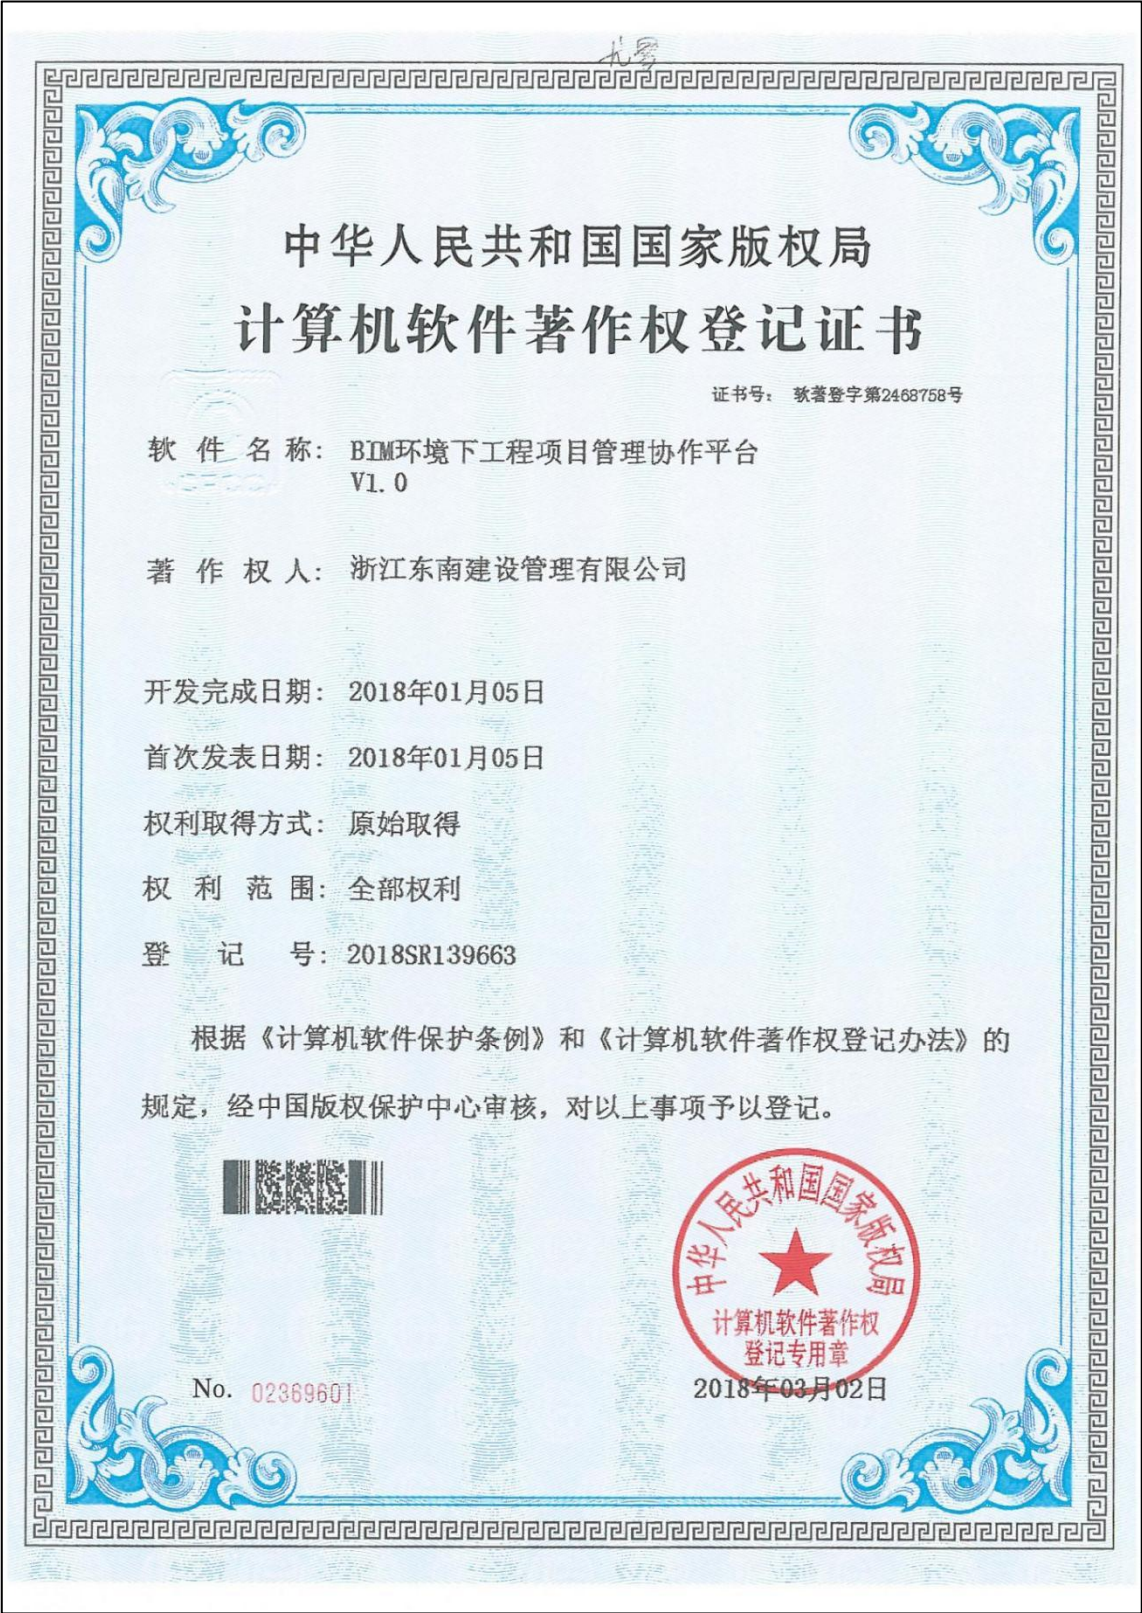 中华人民共和国国家版权局
计算机软件著作权登记证书
证书号： 软著登字第2468758号
软件名称： BIM环境下工程项目管理协作平台
V1.0
著作权人： 浙江东南建设管理有限公司
开发完成日期： 2018年01月05日
首次发表日期： 2018年01月05日
权利取得方式： 原始取得
权利范围： 全部权利
登记号： 2018SR139663
根据《计算机软件保护条例》和《计算机软件著作权登记办法》的
规定，经中国版权保护中心审核，对以上事项予以登记。
中华人民共和国国家版权局
计算机软件著作权
登记专用章
No. 02369601
2018年03月02日